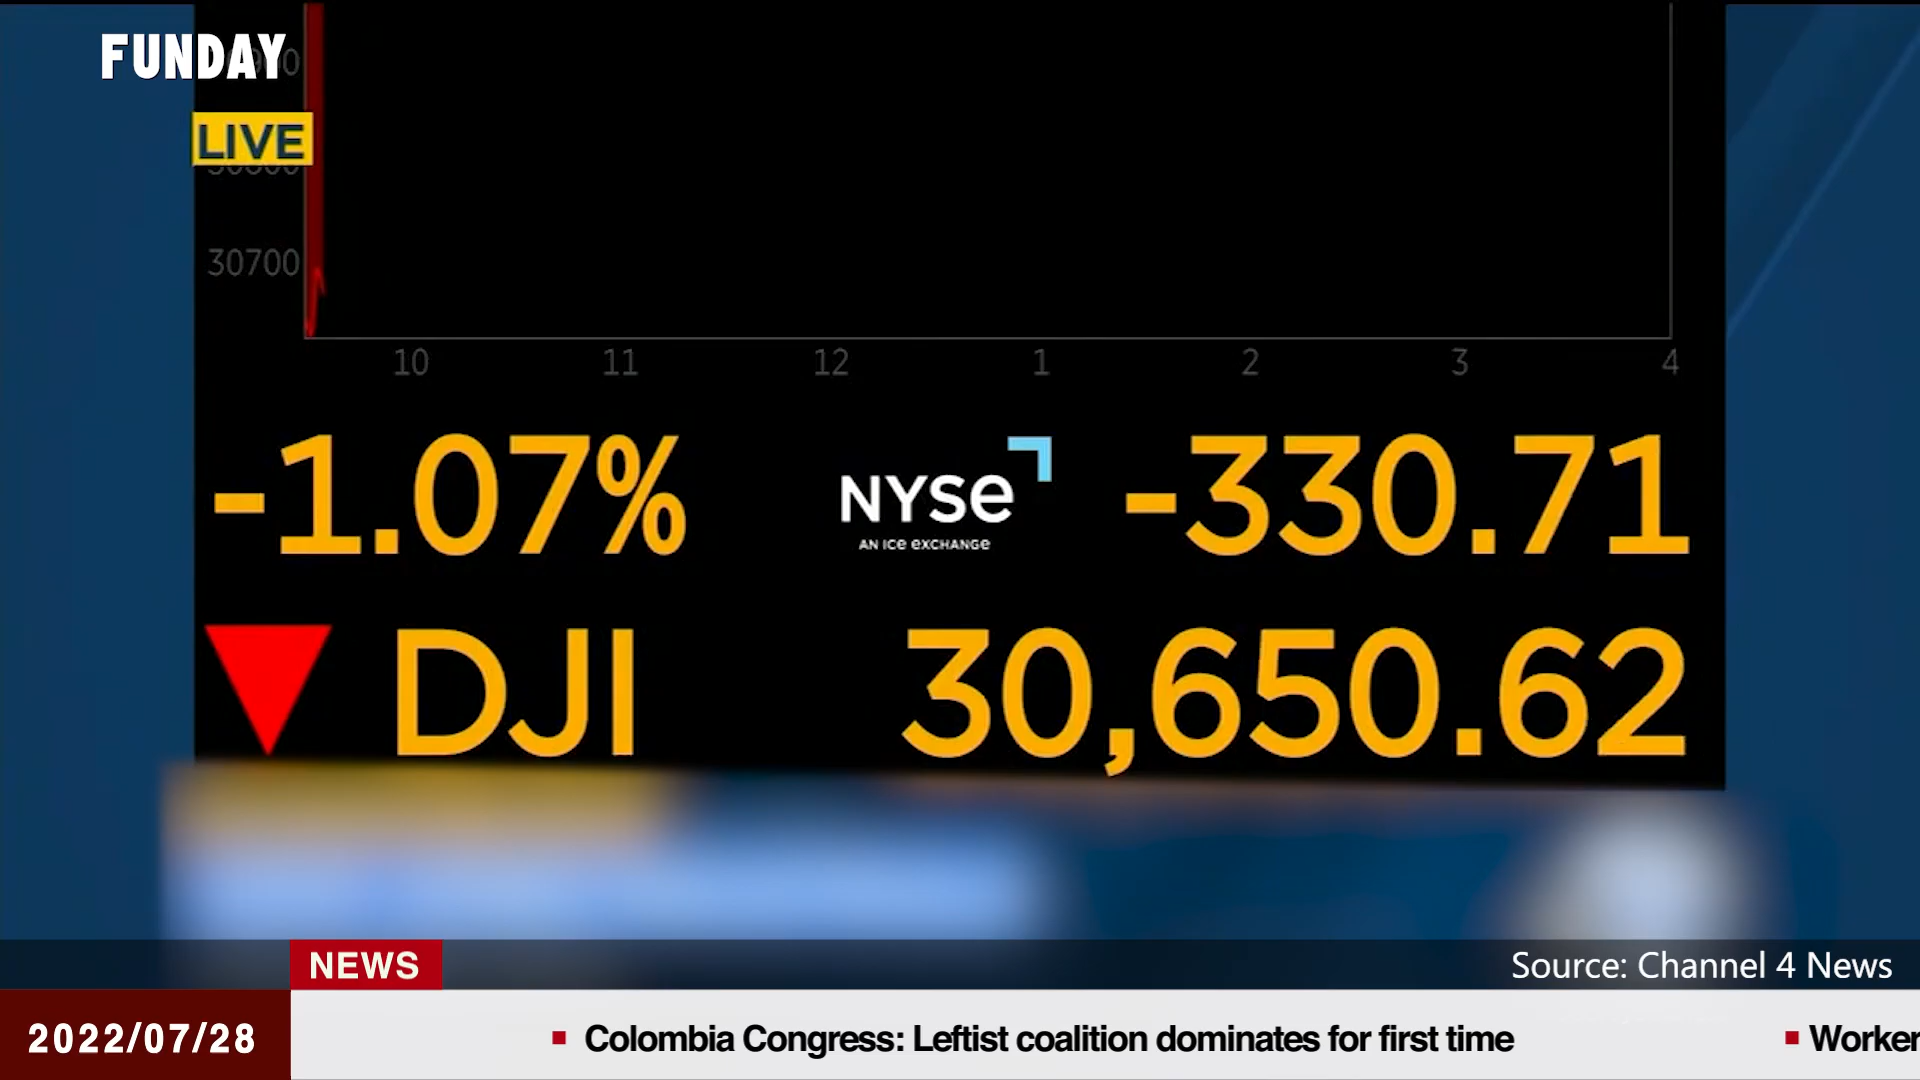 FUNDAY
LIVE
30700
10 11 12 1 2 3 4
-1.07% NYSE -330.71
AN ICE EXCHANGE
DJI 30,650.62
NEWS
Source: Channel 4 News
2022/07/28
Colombia Congress: Leftist coalition dominates for first time
Worker